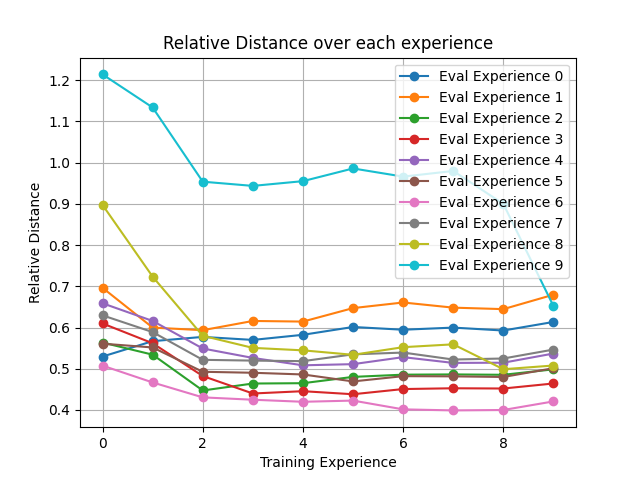 Relative Distance over each experience
Eval Experience 0
Eval Experience 1
Eval Experience 2
Eval Experience 3
Eval Experience 4
Eval Experience 5
Eval Experience 6
Eval Experience 7
Eval Experience 8
Eval Experience 9
Relative Distance
1.2
1.1
1.0
0.9
0.8
0.7
0.6
0.5
0.4
0 2 4 6 8
Training Experience